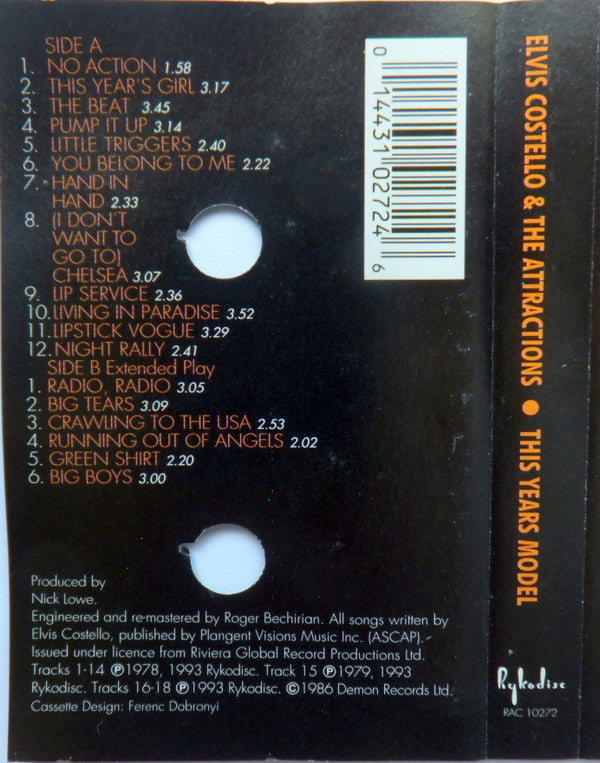 SIDE A
1. NO ACTION 1.58
2. THIS YEAR'S GIRL 3.17
3. THE BEAT 3.45
4. PUMP IT UP 3.14
5. LITTLE TRIGGERS 2.40
6. YOU BELONG TO ME 2.22
7. HAND IN
HAND 2.33
8. (I DON'T
WANT TO
GO TO)
CHELSEA 3.07
9. LIP SERVICE 2.36
10. LIVING IN PARADISE 3.52
11. LIPSTICK VOGUE 3.29
12. NIGHT RALLY 2.41
SIDE B Extended Play
1. RADIO, RADIO 3.05
2. BIG TEARS 3.09
3. CRAWLING TO THE USA 2.53
4. RUNNING OUT OF ANGELS 2.02
5. GREEN SHIRT 2.20
6. BIG BOYS 3.00
Produced by
Nick Lowe.
Engineered and re-mastered by Roger Bechirian. All songs written by
Elvis Costello, published by Plangent Visions Music Inc. (ASCAP).
Issued under licence from Riviera Global Record Productions Ltd.
Tracks 1-14 ℗1978, 1993 Rykodisc. Track 15 ℗1979, 1993
Rykodisc. Tracks 16-18 ℗1993 Rykodisc. ©1986 Demon Records Ltd.
Cassette Design: Ferenc Dobronyi
0 14431 02724 6
ELVIS COSTELLO & THE ATTRACTIONS ● THIS YEARS MODEL
Rykodisc
RAC 10272